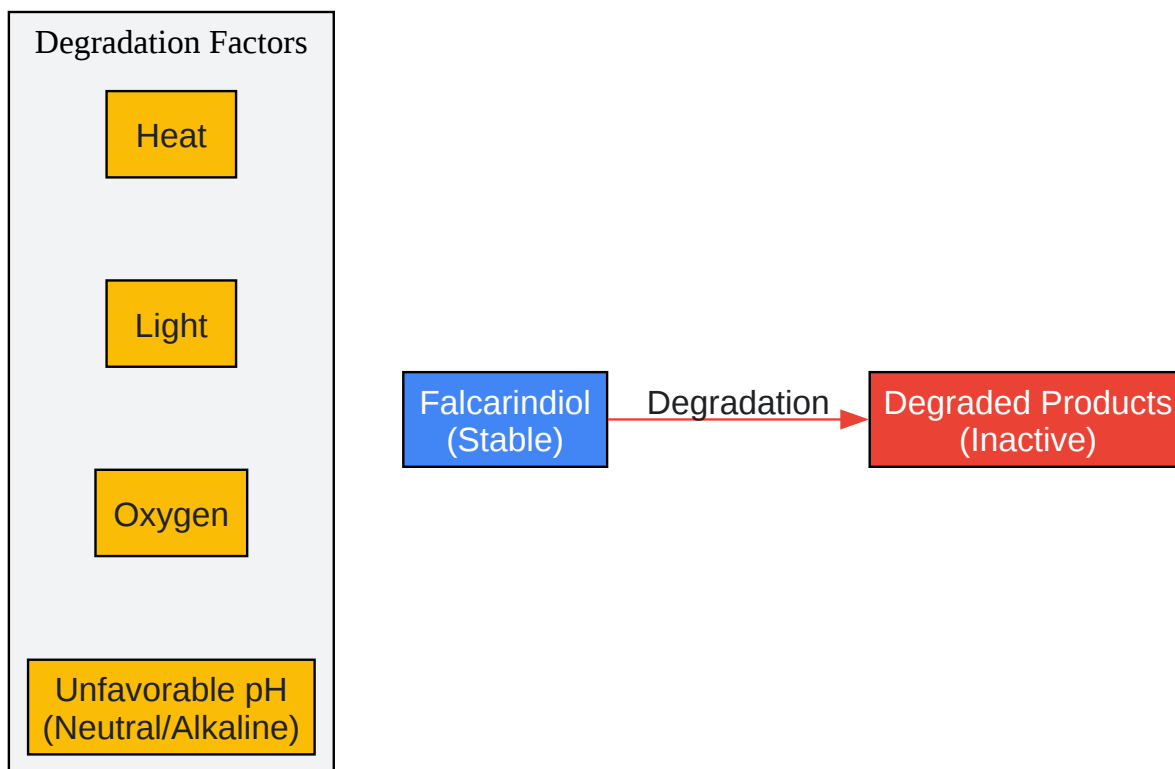 Degradation Factors
Heat
Light
Oxygen
Unfavorable pH
(Neutral/Alkaline)
Falcarindiol
(Stable)
Degradation
Degraded Products
(Inactive)